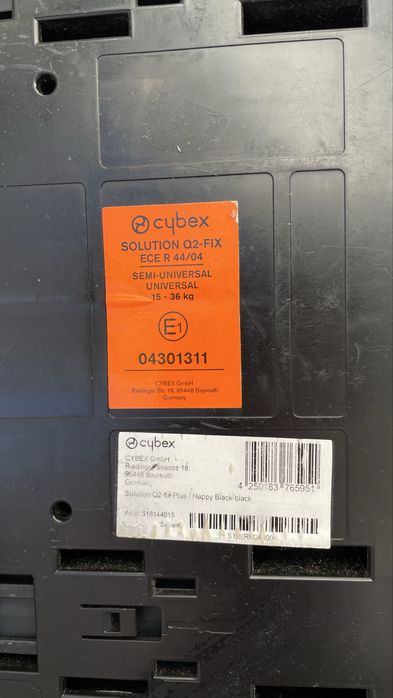 cybex
SOLUTION Q2-FIX
ECE R 44/04
SEMI-UNIVERSAL
UNIVERSAL
15 - 36 kg
E1
04301311
CYBEX GmbH
Riedinger Str. 18, 95448 Bayreuth
Germany
cybex
CYBEX GmbH
Riedinger Strasse 18
95448 Bayreuth
Germany
4 250183 765951
Solution Q2-fix Plus / Happy Black-black
Art.#: 516144015